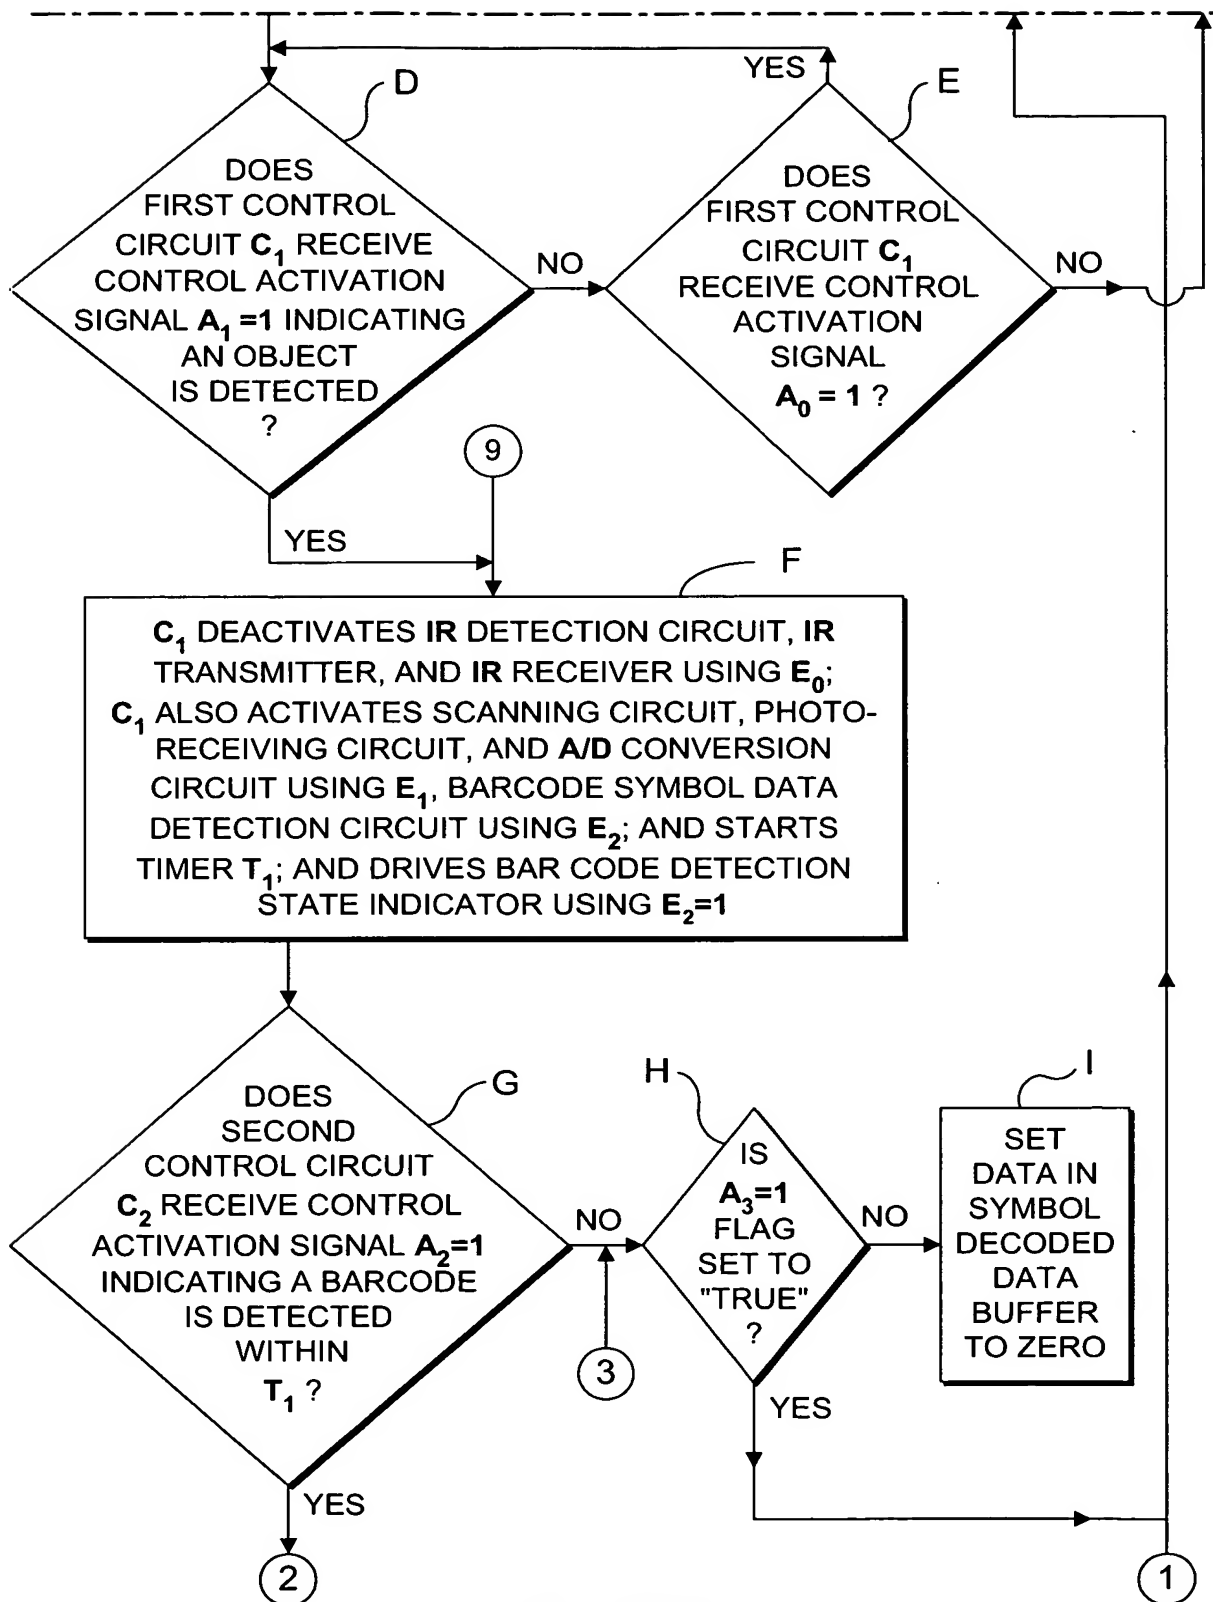 YES
D
E
DOES
FIRST CONTROL
CIRCUIT C₁ RECEIVE
CONTROL ACTIVATION
SIGNAL A₁ =1 INDICATING
AN OBJECT
IS DETECTED
?
NO
DOES
FIRST CONTROL
CIRCUIT C₁
RECEIVE CONTROL
ACTIVATION
SIGNAL
A₀ = 1 ?
NO
9
YES
F
C₁ DEACTIVATES IR DETECTION CIRCUIT, IR
TRANSMITTER, AND IR RECEIVER USING E₀;
C₁ ALSO ACTIVATES SCANNING CIRCUIT, PHOTO-
RECEIVING CIRCUIT, AND A/D CONVERSION
CIRCUIT USING E₁, BARCODE SYMBOL DATA
DETECTION CIRCUIT USING E₂; AND STARTS
TIMER T₁; AND DRIVES BAR CODE DETECTION
STATE INDICATOR USING E₂=1
G
DOES
SECOND
CONTROL CIRCUIT
C₂ RECEIVE CONTROL
ACTIVATION SIGNAL A₂=1
INDICATING A BARCODE
IS DETECTED
WITHIN
T₁ ?
NO
3
H
IS
A₃=1
FLAG
SET TO
"TRUE"
?
NO
I
SET
DATA IN
SYMBOL
DECODED
DATA
BUFFER
TO ZERO
YES
YES
2
1